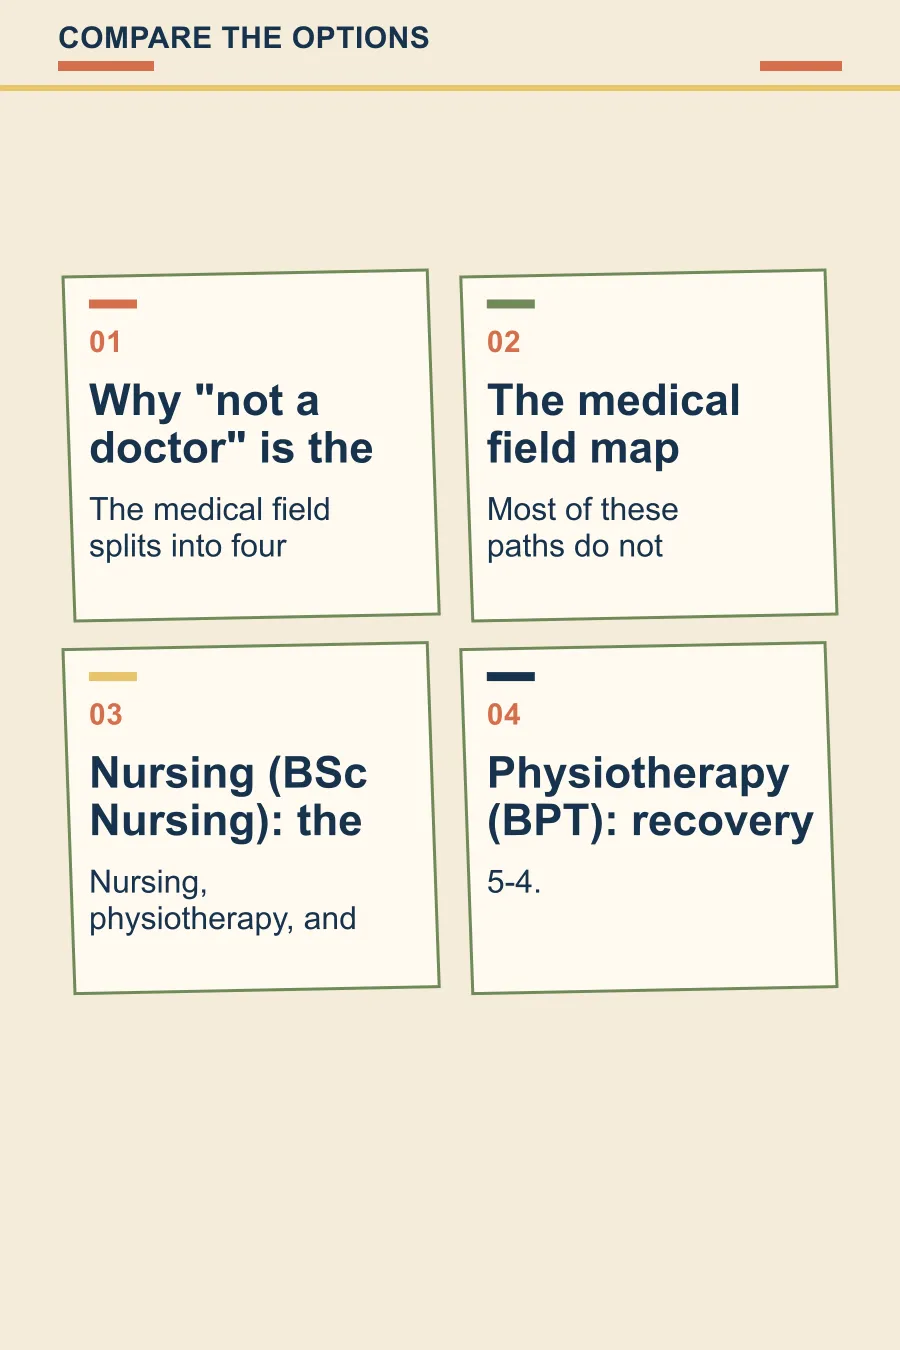 COMPARE THE OPTIONS
01
Why "not a
doctor" is the
The medical field
splits into four
02
The medical
field map
Most of these
paths do not
03
Nursing (BSc
Nursing): the
Nursing,
physiotherapy, and
04
Physiotherapy
(BPT): recovery
5-4.